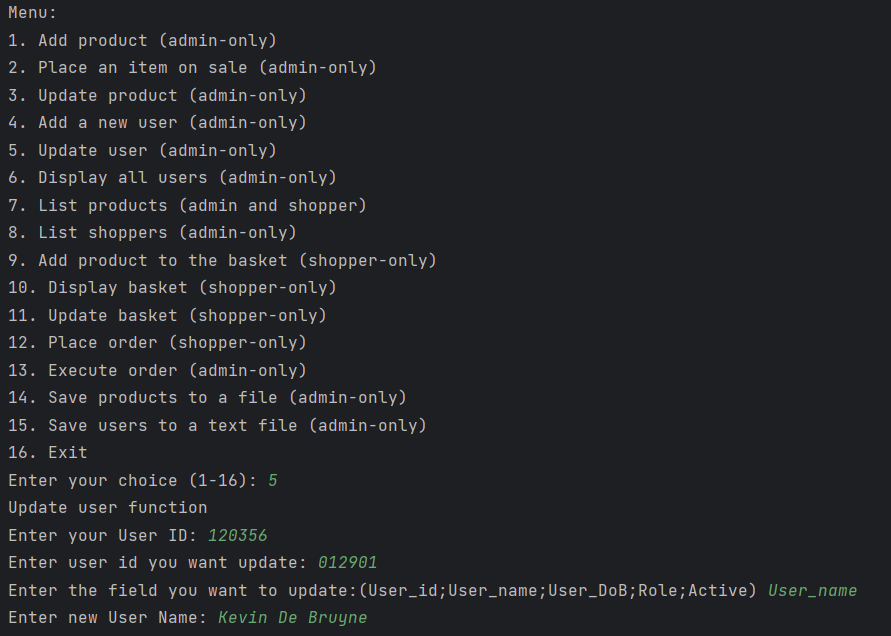 Menu:
1. Add product (admin-only)
2. Place an item on sale (admin-only)
3. Update product (admin-only)
4. Add a new user (admin-only)
5. Update user (admin-only)
6. Display all users (admin-only)
7. List products (admin and shopper)
8. List shoppers (admin-only)
9. Add product to the basket (shopper-only)
10. Display basket (shopper-only)
11. Update basket (shopper-only)
12. Place order (shopper-only)
13. Execute order (admin-only)
14. Save products to a file (admin-only)
15. Save users to a text file (admin-only)
16. Exit
Enter your choice (1-16): 5
Update user function
Enter your User ID: 120356
Enter user id you want update: 012901
Enter the field you want to update:(User_id;User_name;User_DoB;Role;Active) User_name
Enter new User Name: Kevin De Bruyne